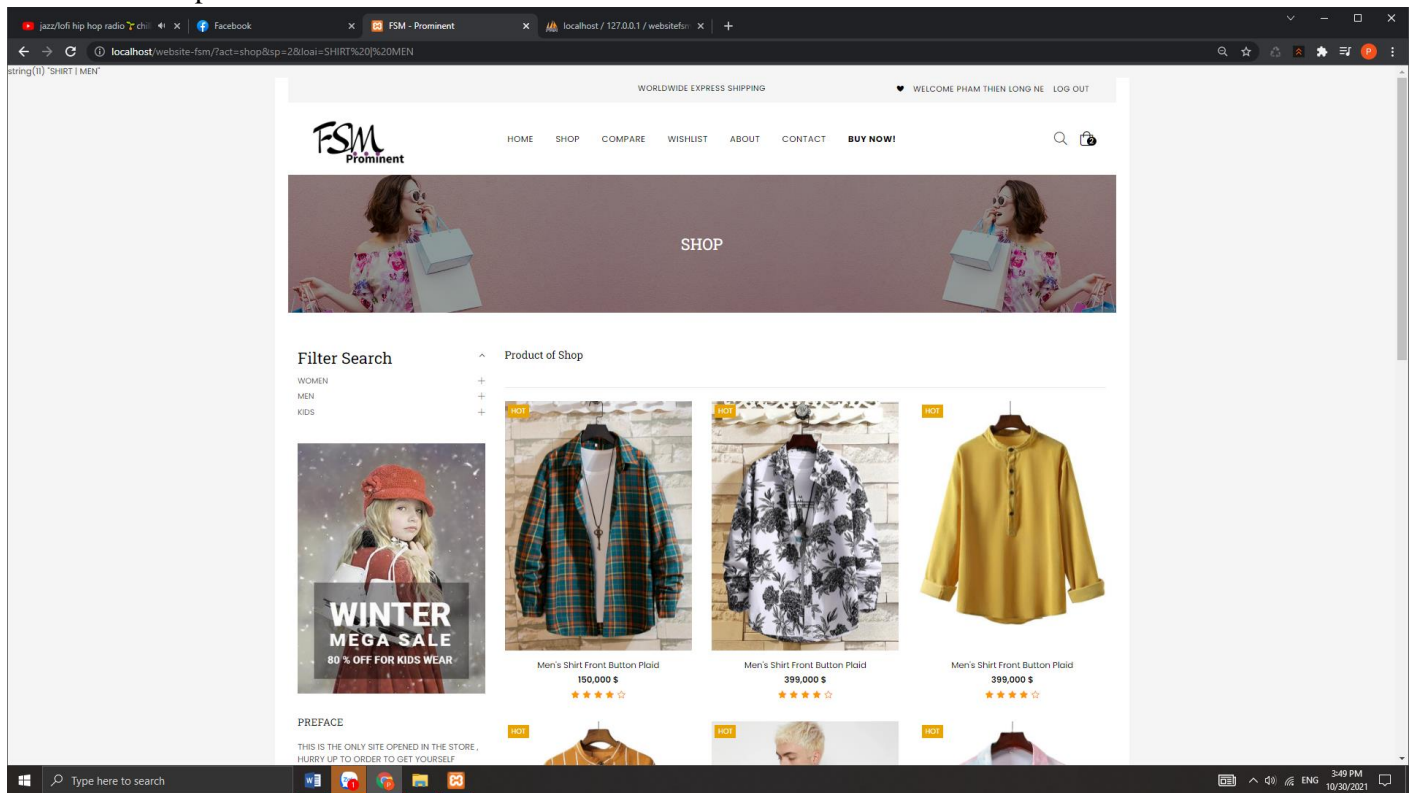 jazz/lofi hip hop radio chil
Facebook
FSM - Prominent
localhost / 127.0.0.1 / websitefsm
localhost/website-fsm/?act=shop&sp=2&loai=SHIRT%20|%20MEN
string(11) "SHIRT | MEN"
WORLDWIDE EXPRESS SHIPPING
WELCOME PHAM THIEN LONG NE LOG OUT
FSM
Prominent
HOME SHOP COMPARE WISHLIST ABOUT CONTACT BUY NOW!
2
SHOP
Filter Search
WOMEN
MEN
KIDS
WINTER
MEGA SALE
80 % OFF FOR KIDS WEAR
PREFACE
THIS IS THE ONLY SITE OPENED IN THE STORE ,
HURRY UP TO ORDER TO GET YOURSELF
Product of Shop
HOT HOT HOT
Men's Shirt Front Button Plaid Men's Shirt Front Button Plaid Men's Shirt Front Button Plaid
150,000 $ 399,000 $ 399,000 $
HOT HOT HOT
Type here to search
ENG
3:49 PM
10/30/2021